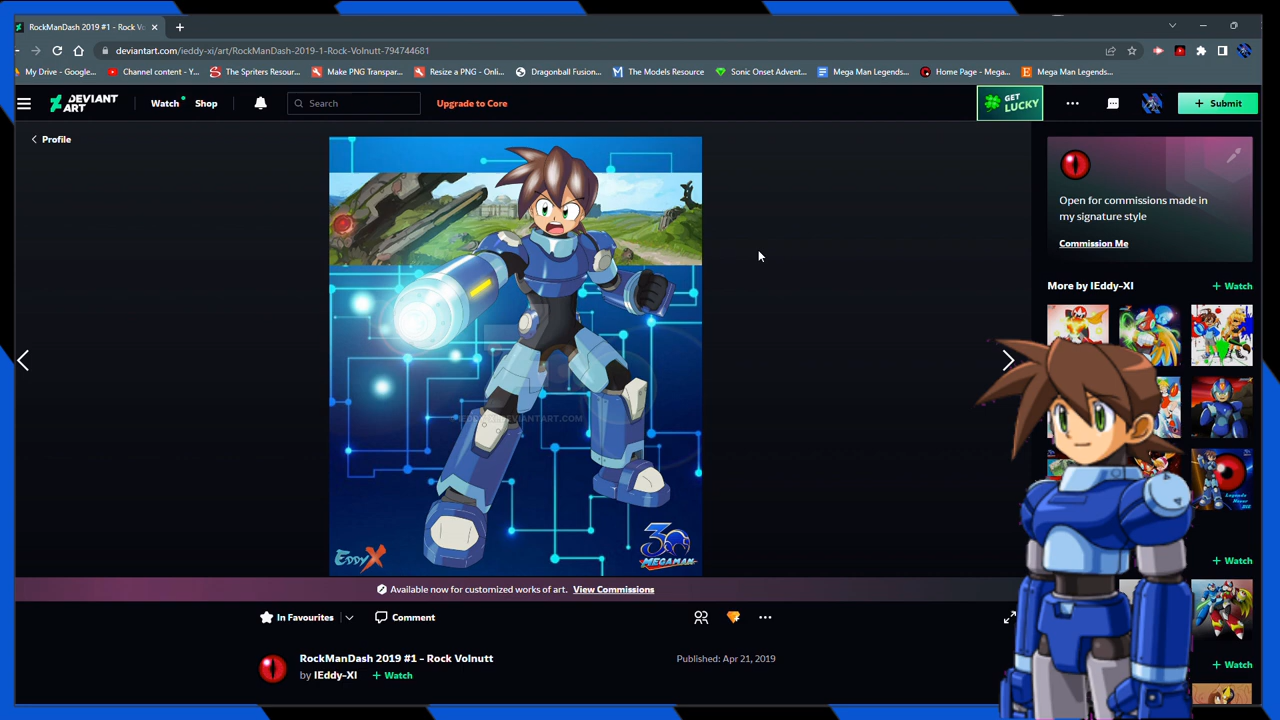 RockManDash 2019 #1 - Rock Vo
deviantart.com/ieddy-xi/art/RockManDash-2019-1-Rock-Volnutt-794744681
My Drive - Google...
Channel content - Y...
The Spriters Resour...
Make PNG Transpar...
Resize a PNG - Onli...
Dragonball Fusion...
The Models Resource
Sonic Onset Advent...
Mega Man Legends...
Home Page - Mega...
Mega Man Legends...
DEVIANT
ART
Watch
Shop
Search
Upgrade to Core
GET
LUCKY
Submit
Profile
Open for commissions made in
my signature style
Commission Me
More by IEddy-XI
+ Watch
EDDYX
30
MEGAMAN
Legends
+ Watch
Available now for customized works of art. View Commissions
In Favourites
Comment
RockManDash 2019 #1 - Rock Volnutt
Published: Apr 21, 2019
by IEddy-XI
+ Watch
+ Watch